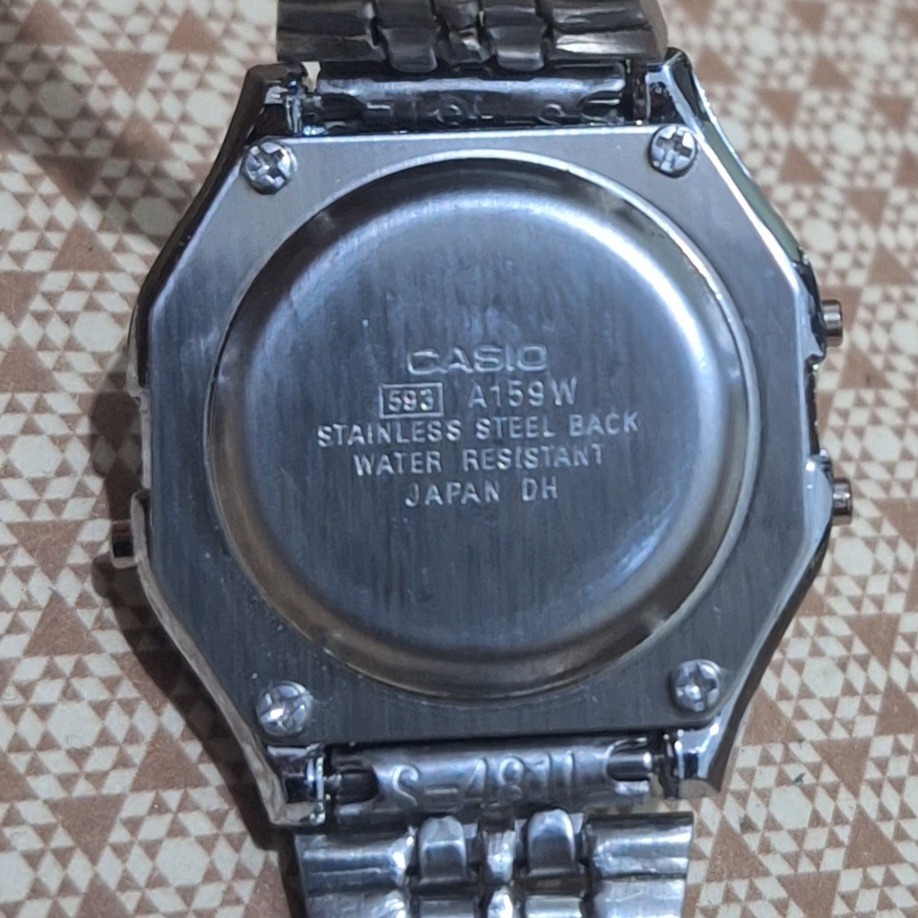 CASIO
593 A159W
STAINLESS STEEL BACK
WATER RESISTANT
JAPAN DH